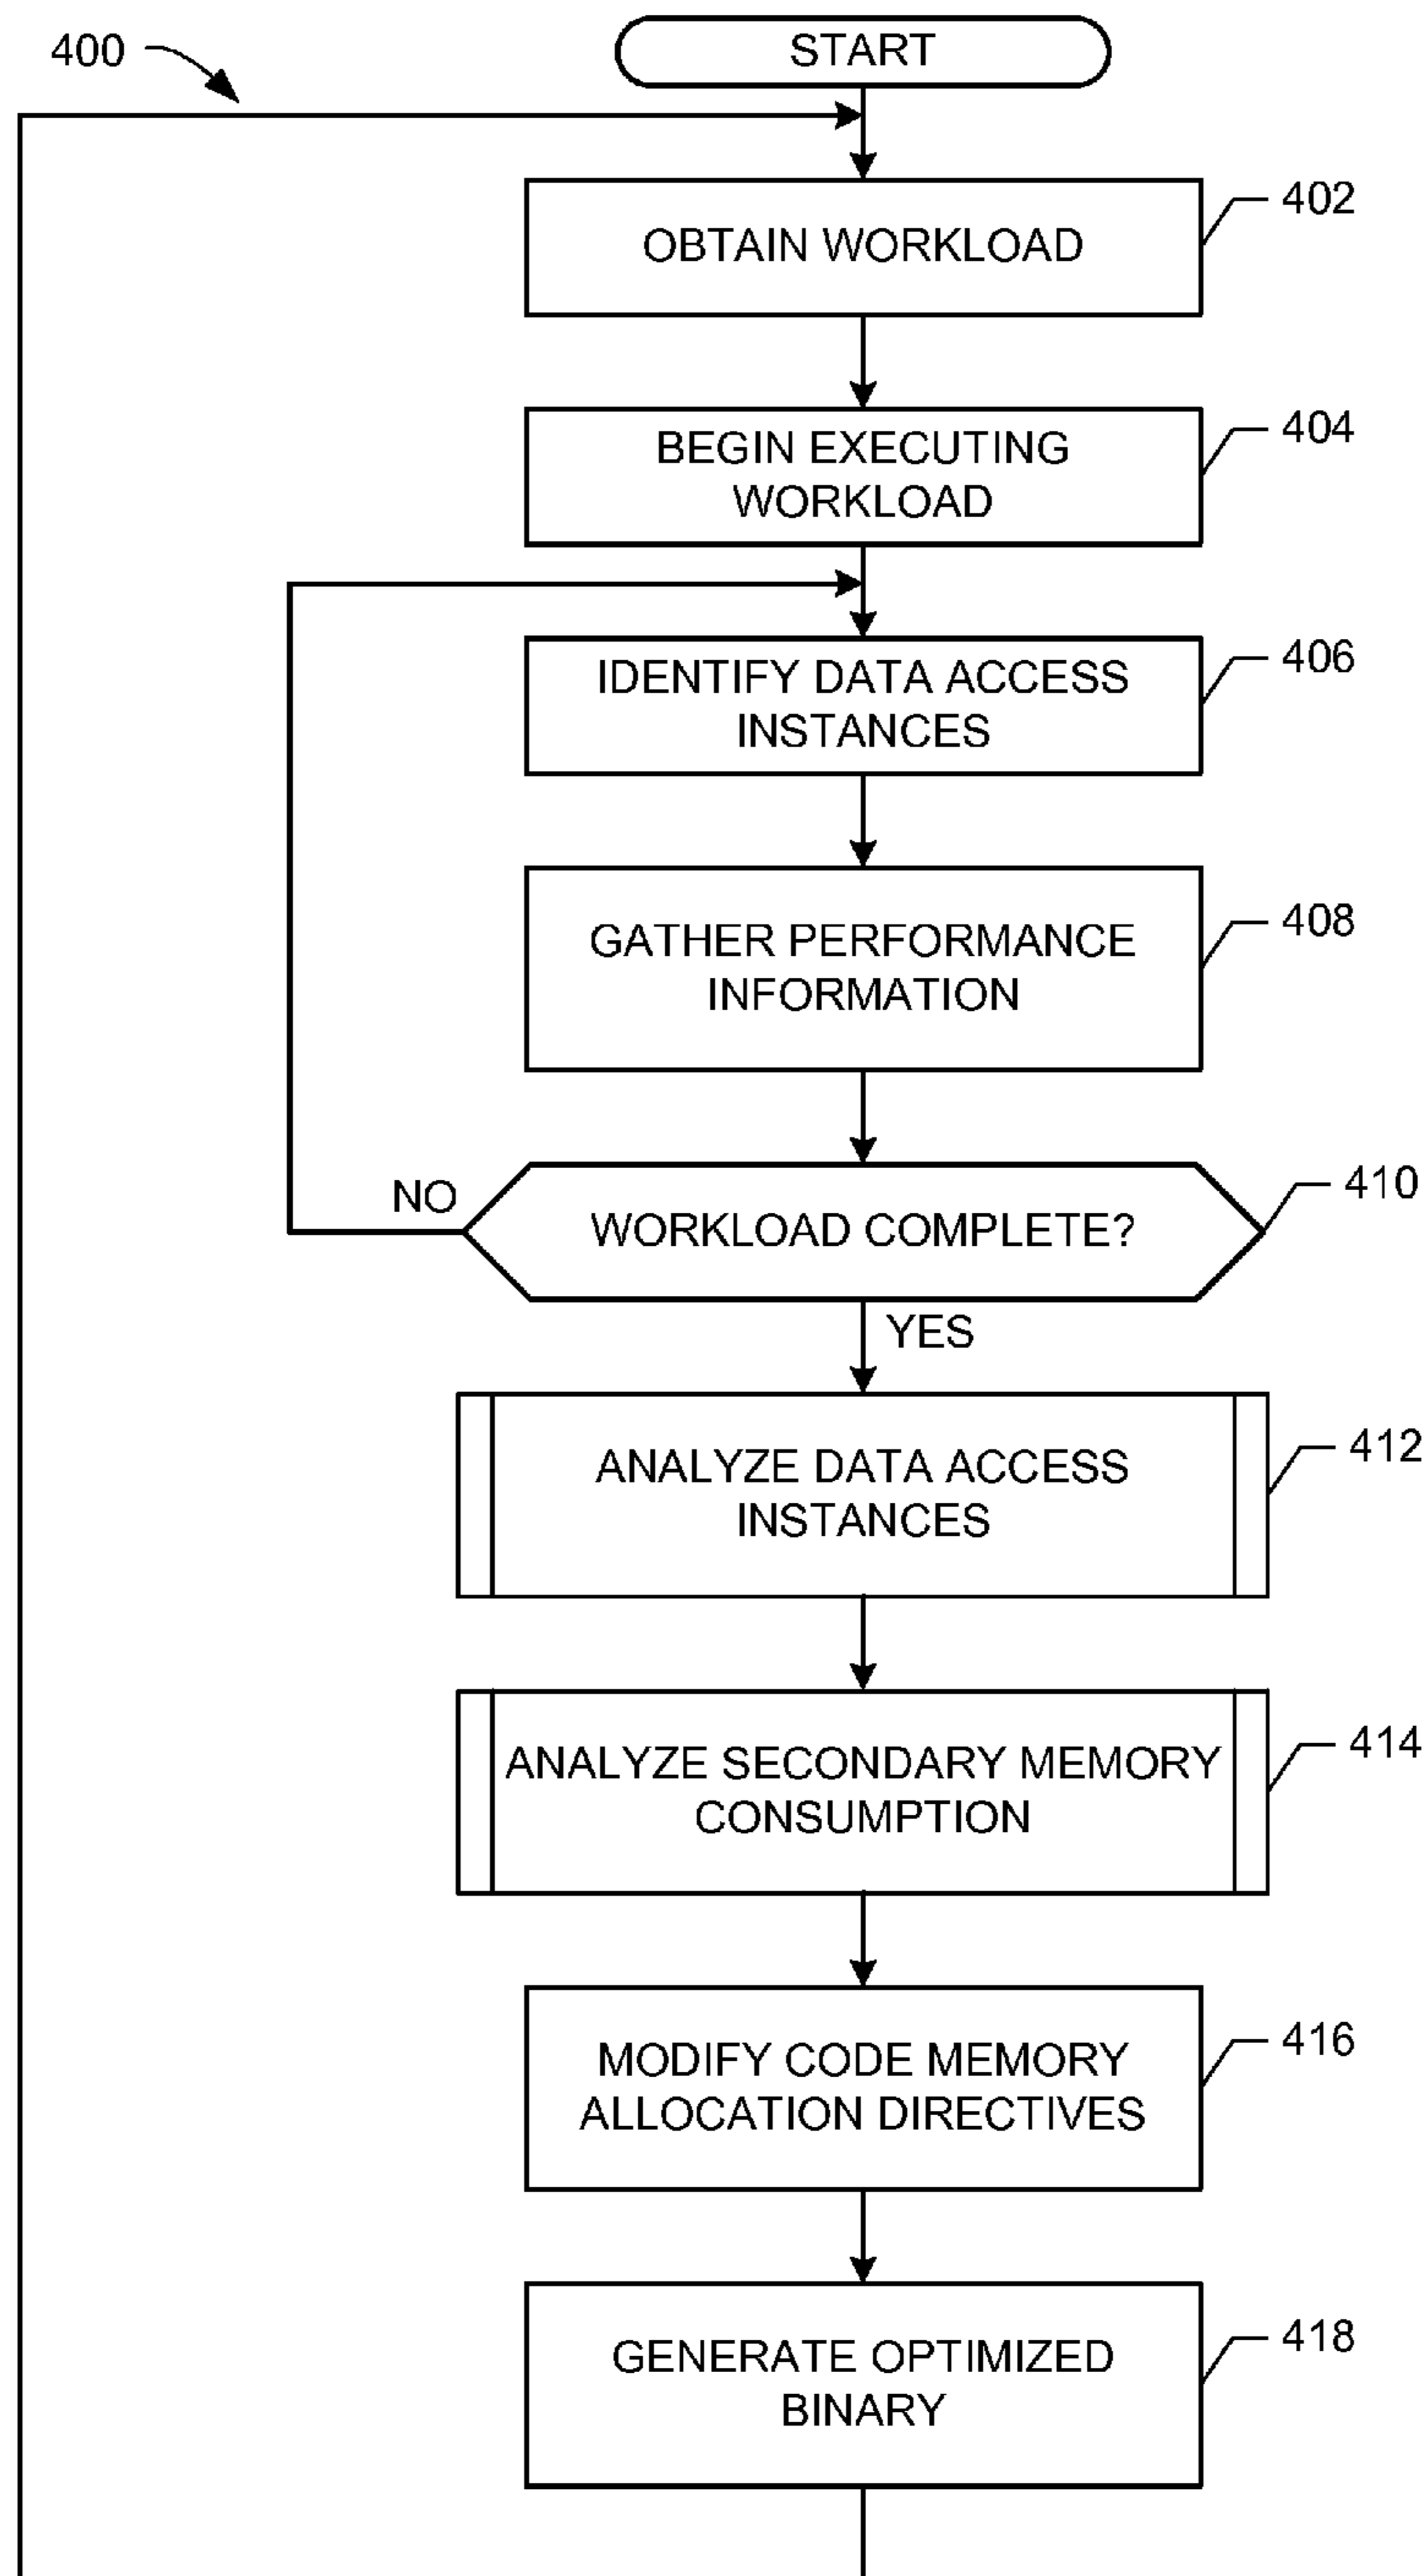 400
START
OBTAIN WORKLOAD
402
BEGIN EXECUTING
WORKLOAD
404
IDENTIFY DATA ACCESS
INSTANCES
406
GATHER PERFORMANCE
INFORMATION
408
NO
WORKLOAD COMPLETE?
410
YES
ANALYZE DATA ACCESS
INSTANCES
412
ANALYZE SECONDARY MEMORY
CONSUMPTION
414
MODIFY CODE MEMORY
ALLOCATION DIRECTIVES
416
GENERATE OPTIMIZED
BINARY
418